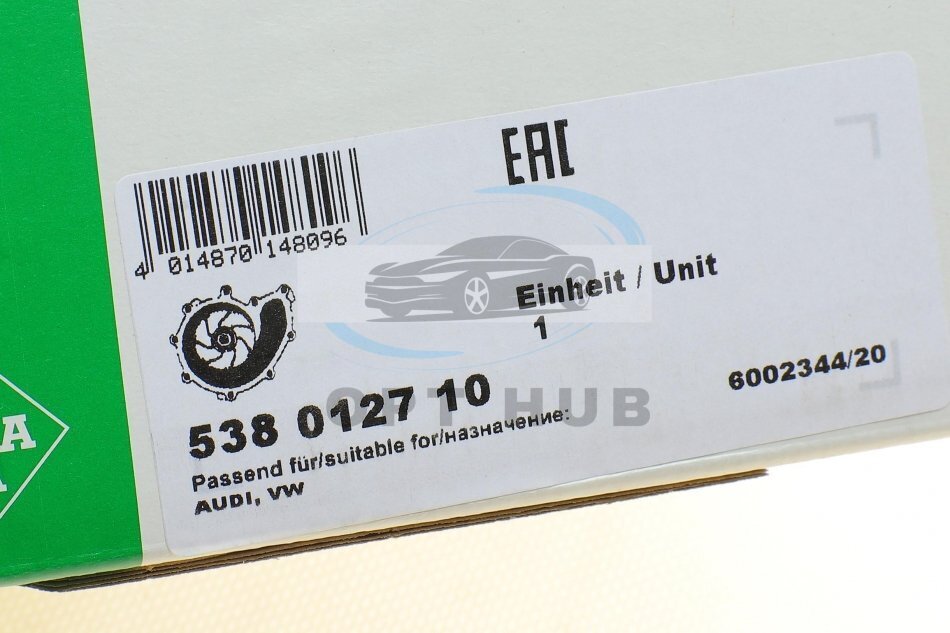 EAC
4 014870 148096
Einheit / Unit
1
OPT HUB
538 0127 10
6002344/20
Passend für/suitable for/назначение:
AUDI, VW
A